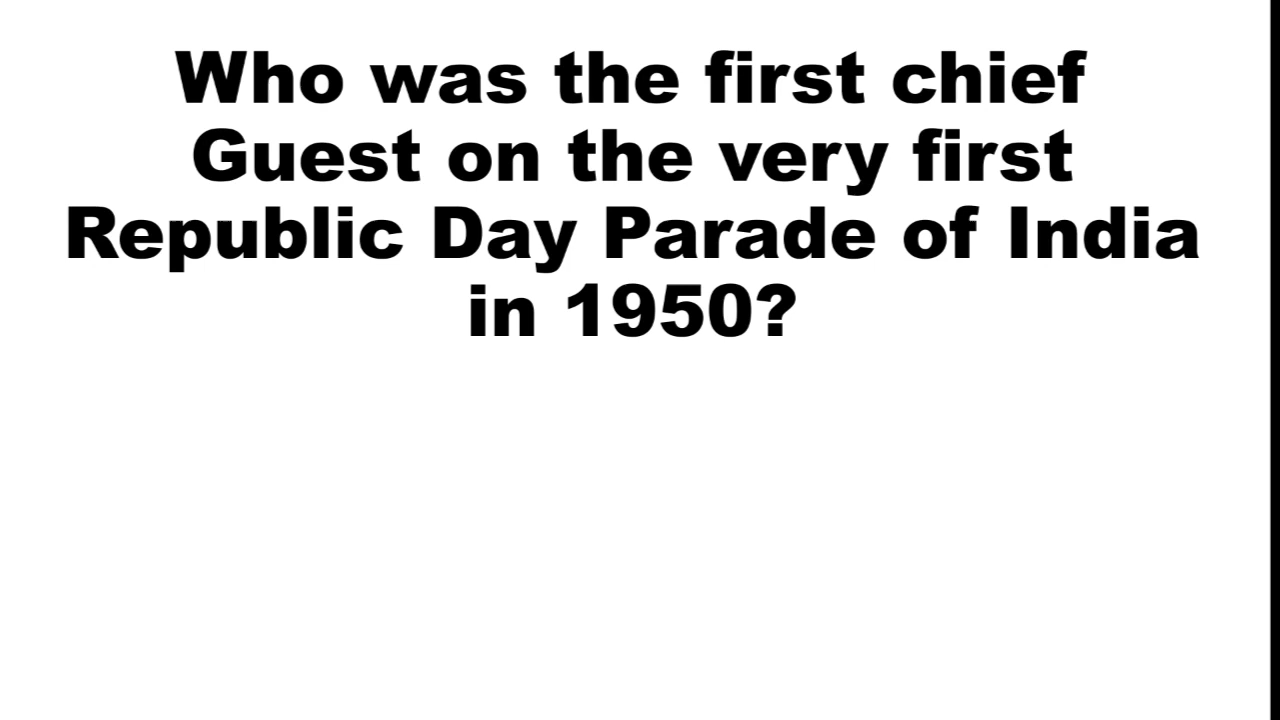 Who was the first chief
Guest on the very first
Republic Day Parade of India
in 1950?